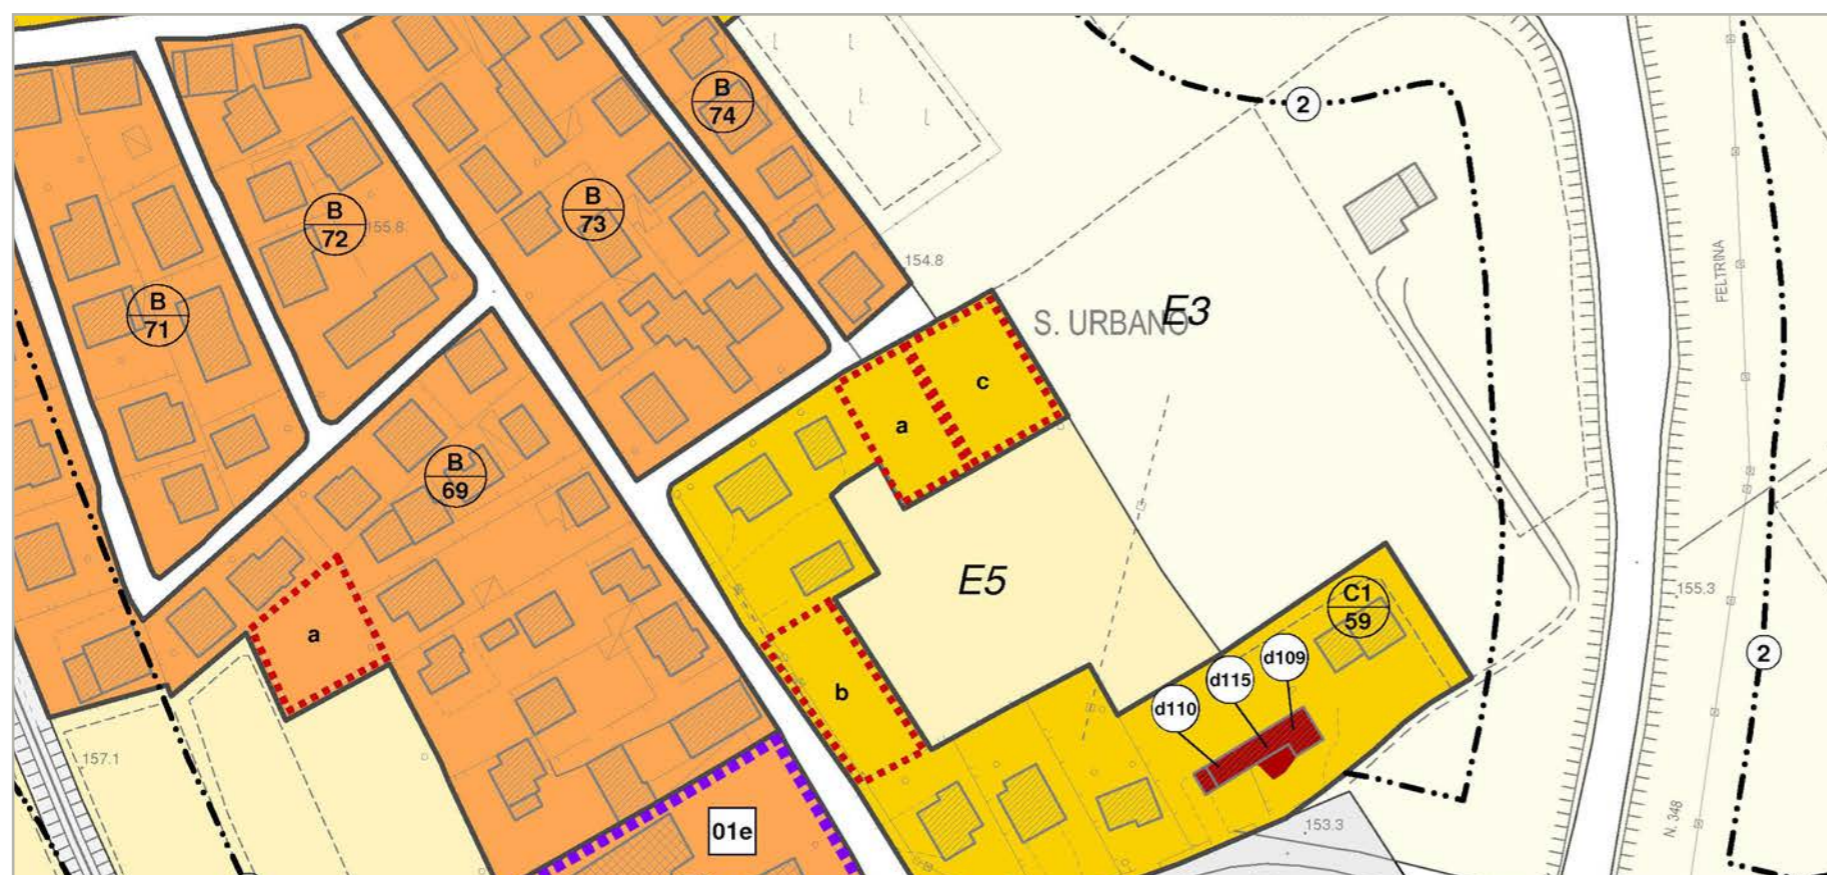 B
74
2
B
72
155.8
B
73
B
71
154.8
S. URBANO
E3
FELTRINA
c
a
B
69
E5
155.3
C1
59
a
b
d109
d115
d110
2
157.1
01e
153.3
N. 348